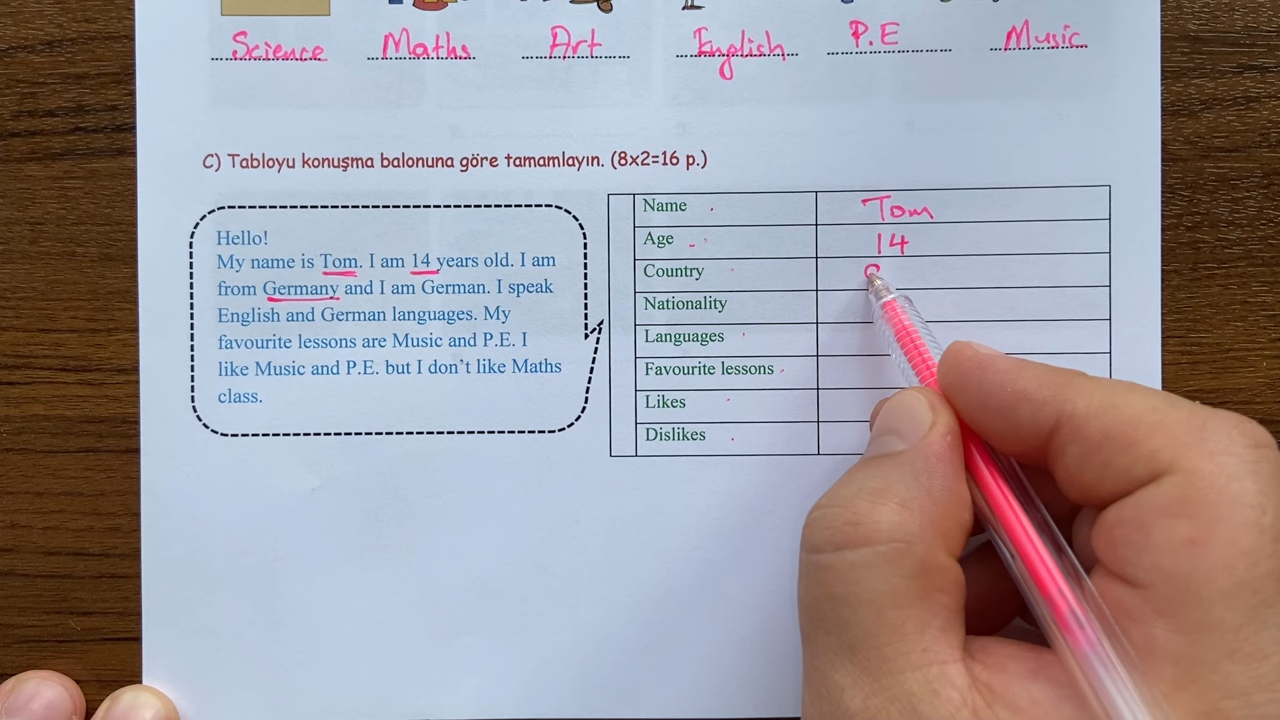 Science Maths Art English P.E Music
C) Tabloyu konuşma balonuna göre tamamlayın. (8x2=16 p.)
Hello!
My name is Tom. I am 14 years old. I am
from Germany and I am German. I speak
English and German languages. My
favourite lessons are Music and P.E. I
like Music and P.E. but I don't like Maths
class.
Name Tom
Age 14
Country
Nationality
Languages
Favourite lessons
Likes
Dislikes